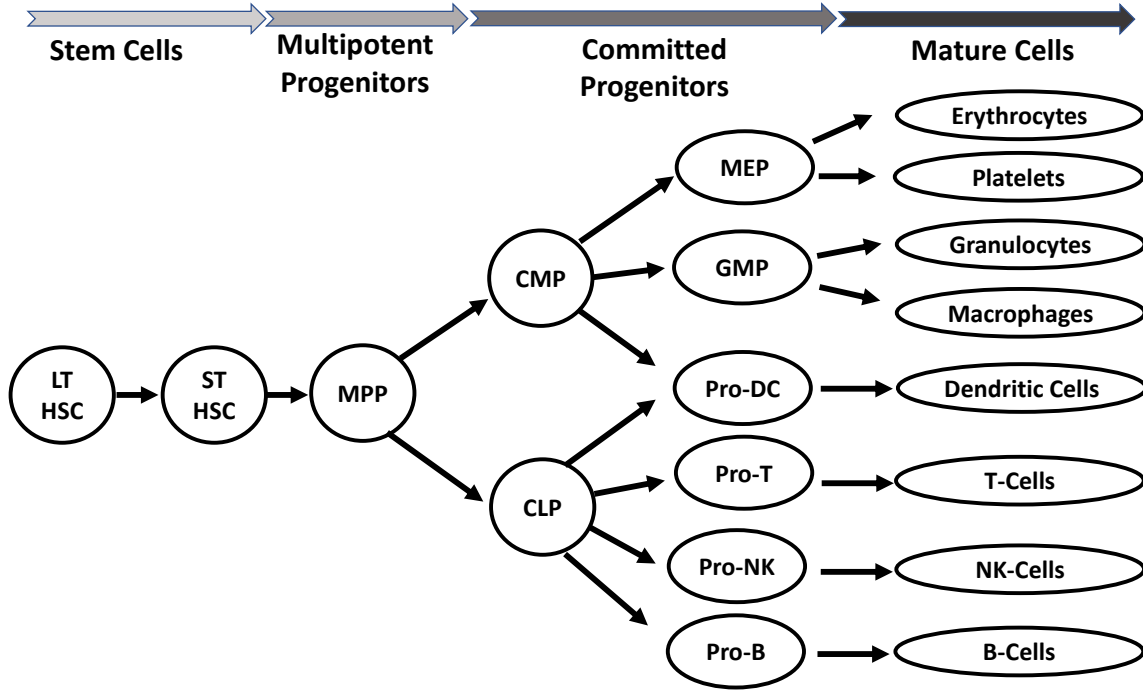 Stem Cells
Multipotent
Progenitors
Committed
Progenitors
Mature Cells
LT
HSC
ST
HSC
MPP
CMP
CLP
MEP
GMP
Pro-DC
Pro-T
Pro-NK
Pro-B
Erythrocytes
Platelets
Granulocytes
Macrophages
Dendritic Cells
T-Cells
NK-Cells
B-Cells